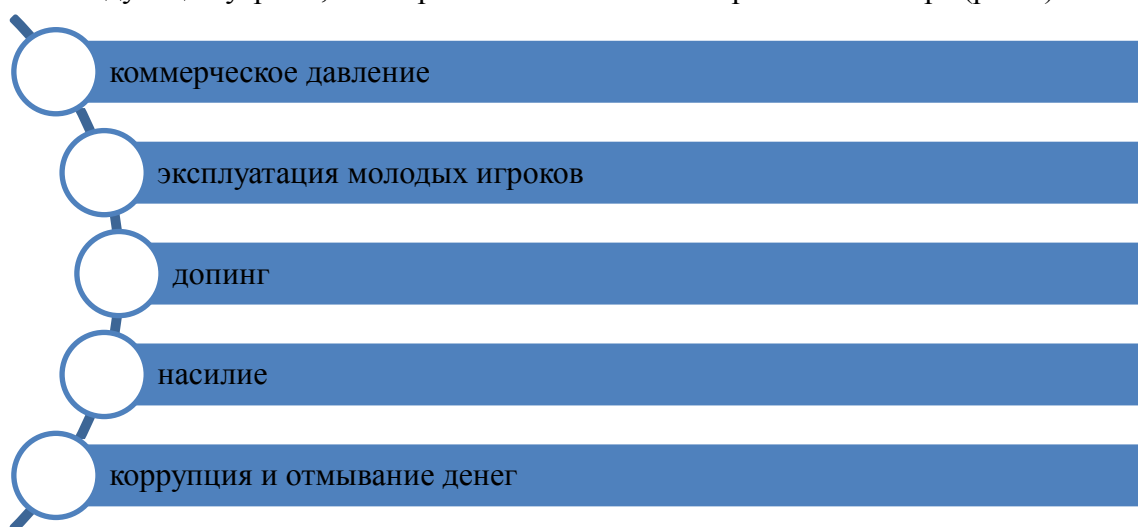 коммерческое давление
эксплуатация молодых игроков
допинг
насилие
коррупция и отмывание денег